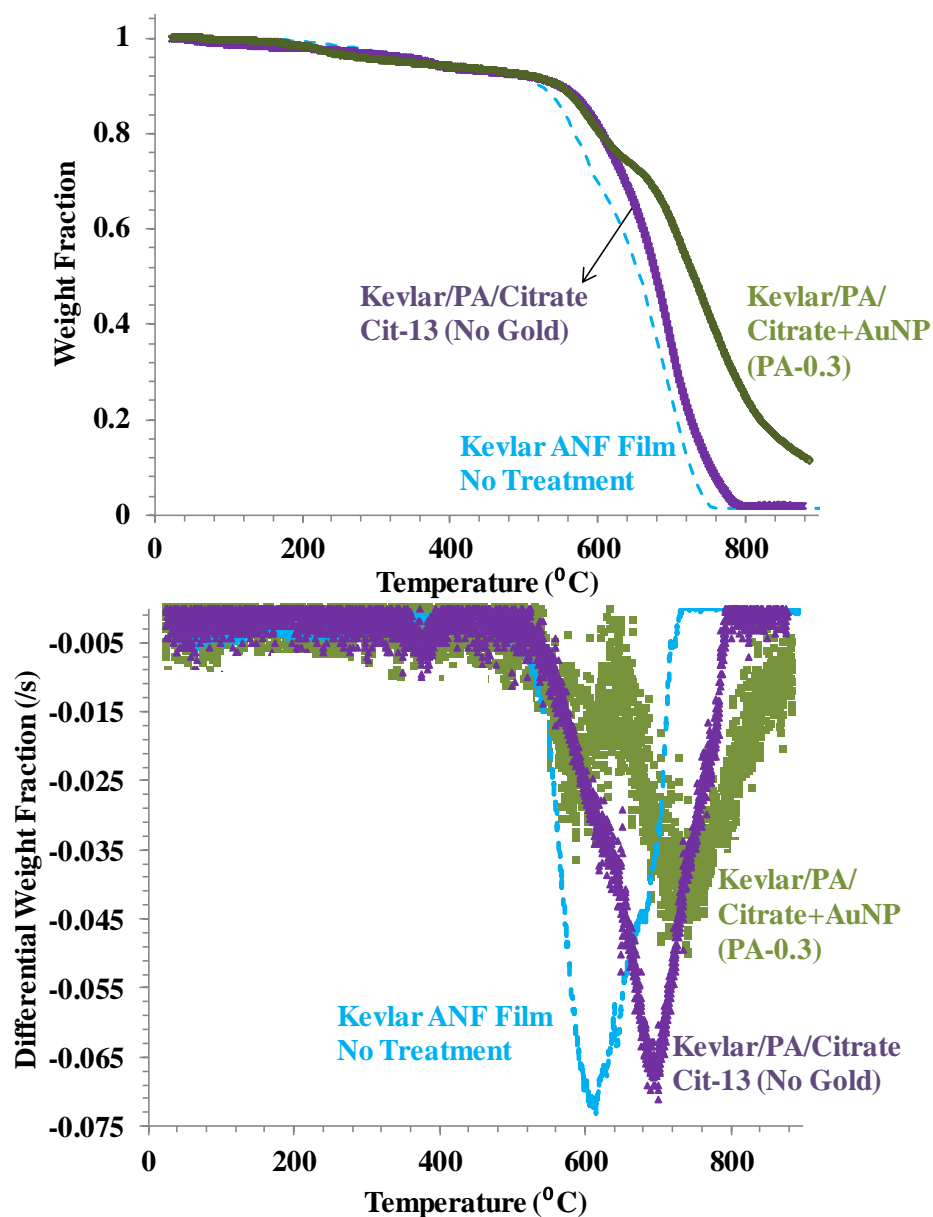 1
0.8
0.6
0.4
0.2
0
Weight Fraction
Kevlar/PA/Citrate
Cit-13 (No Gold)
Kevlar/PA/
Citrate+AuNP
(PA-0.3)
Kevlar ANF Film
No Treatment
0 200 400 600 800
Temperature (⁰C)
-0.005
-0.015
-0.025
-0.035
-0.045
-0.055
-0.065
-0.075
Differential Weight Fraction (/s)
Kevlar/PA/
Citrate+AuNP
(PA-0.3)
Kevlar ANF Film
No Treatment
Kevlar/PA/Citrate
Cit-13 (No Gold)
0 200 400 600 800
Temperature (⁰C)